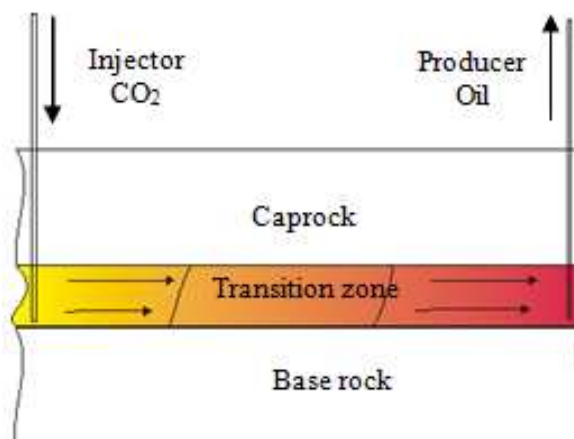 Injector
CO₂
Producer
Oil
Caprock
Transition zone
Base rock